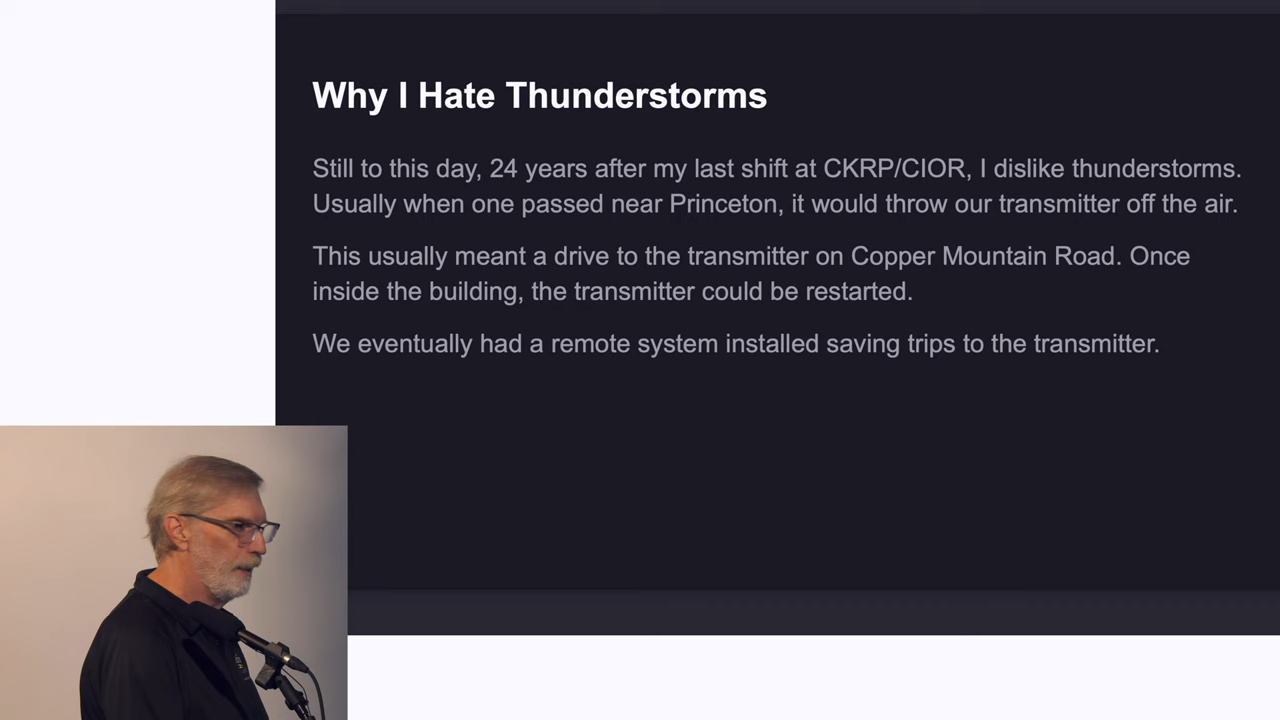 Why I Hate Thunderstorms
Still to this day, 24 years after my last shift at CKRP/CIOR, I dislike thunderstorms.
Usually when one passed near Princeton, it would throw our transmitter off the air.
This usually meant a drive to the transmitter on Copper Mountain Road. Once
inside the building, the transmitter could be restarted.
We eventually had a remote system installed saving trips to the transmitter.